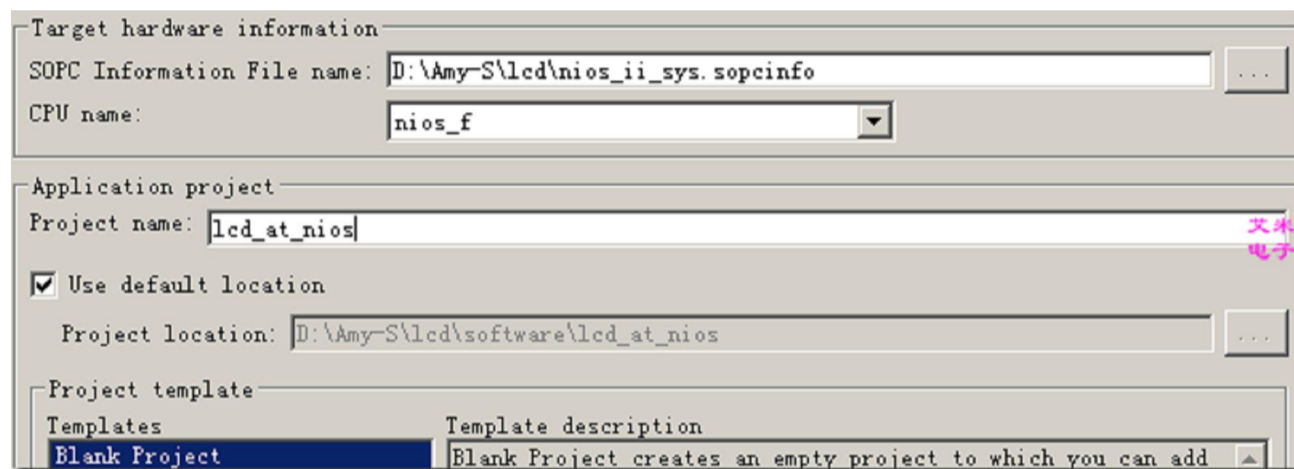 Target hardware information
SOPC Information File name: D:\Amy-S\lcd\nios_ii_sys.sopcinfo ...
CPU name: nios_f
Application project
Project name: lcd_at_nios
艾米
电子
Use default location
Project location: D:\Amy-S\lcd\software\lcd_at_nios ...
Project template
Templates Template description
Blank Project Blank Project creates an empty project to which you can add